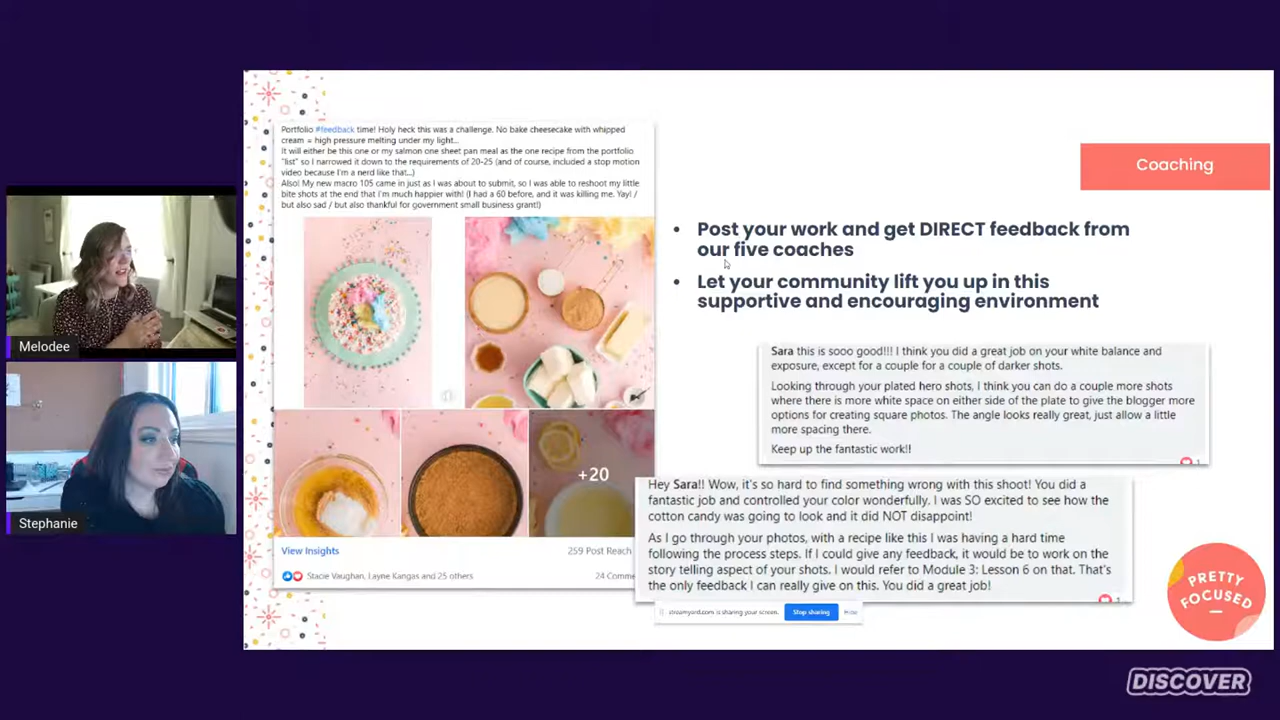 Portfolio #feedback time! Holy heck this was a challenge. No bake cheesecake with whipped
cream = high pressure melting under my light...
It will either be this one or my salmon one sheet pan meal as the one recipe from the portfolio
"list" so I narrowed it down to the requirements of 20-25 (and of course, included a stop motion
video because I'm a nerd like that...)
Also! My new macro 105 came in just as I was about to submit, so I was able to reshoot my little
bite shots at the end that I'm much happier with! (I had a 60 before, and it was killing me. Yay! /
but also sad / but also thankful for government small business grant!)
+20
View Insights
259 Post Reach
Stacie Vaughan, Layne Kangas and 25 others
24 Comme
Coaching
• Post your work and get DIRECT feedback from
our five coaches
• Let your community lift you up in this
supportive and encouraging environment
Sara this is sooo good!!! I think you did a great job on your white balance and
exposure, except for a couple for a couple of darker shots.
Looking through your plated hero shots, I think you can do a couple more shots
where there is more white space on either side of the plate to give the blogger more
options for creating square photos. The angle looks really great, just allow a little
more spacing there.
Keep up the fantastic work!!
1
Hey Sara!! Wow, it's so hard to find something wrong with this shoot! You did a
fantastic job and controlled your color wonderfully. I was SO excited to see how the
cotton candy was going to look and it did NOT disappoint!
As I go through your photos, with a recipe like this I was having a hard time
following the process steps. If I could give any feedback, it would be to work on the
story telling aspect of your shots. I would refer to Module 3: Lesson 6 on that. That's
the only feedback I can really give on this. You did a great job!
1
streamyard.com is sharing your screen.
Stop sharing
Hide
PRETTY
FOCUSED
Melodee
Stephanie
DISCOVER